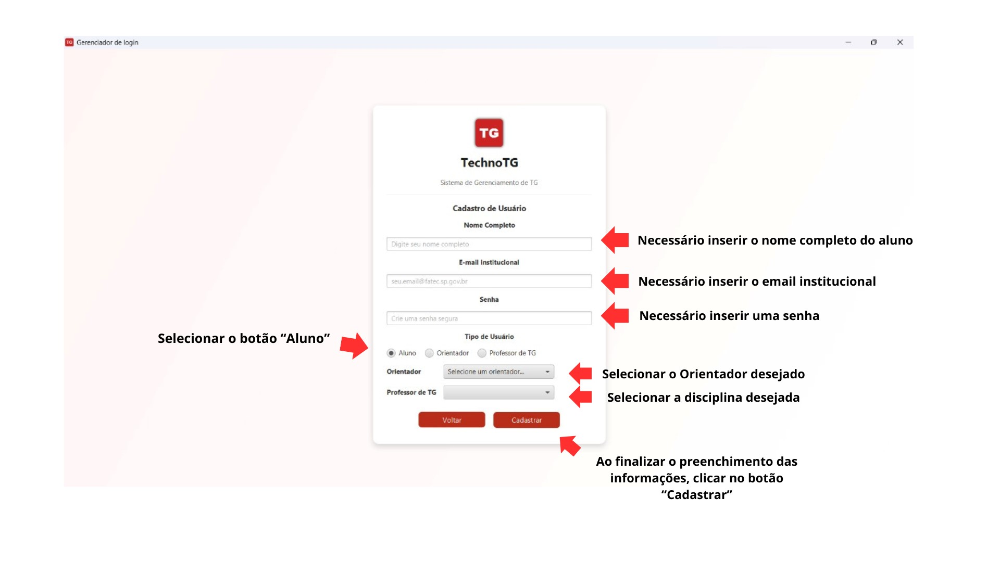 TG Gerenciador de login
TG
TechnoTG
Sistema de Gerenciamento de TG
Cadastro de Usuário
Nome Completo
Digite seu nome completo
Necessário inserir o nome completo do aluno
E-mail Institucional
seu.email@fatec.sp.gov.br
Necessário inserir o email institucional
Senha
Crie uma senha segura
Necessário inserir uma senha
Tipo de Usuário
Selecionar o botão “Aluno”
Aluno Orientador Professor de TG
Orientador Selecione um orientador...
Selecionar o Orientador desejado
Professor de TG
Selecionar a disciplina desejada
Voltar Cadastrar
Ao finalizar o preenchimento das
informações, clicar no botão
“Cadastrar”